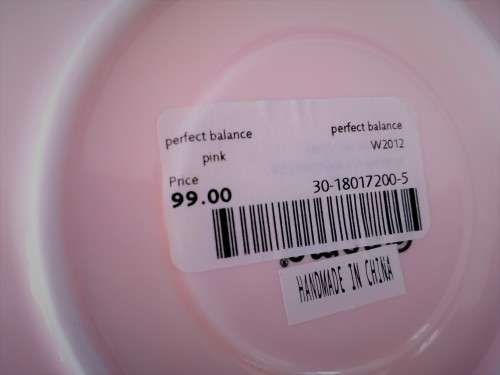 perfect balance
pink
Price
99.00
perfect balance
W2012
30-18017200-5
HANDMADE IN CHINA